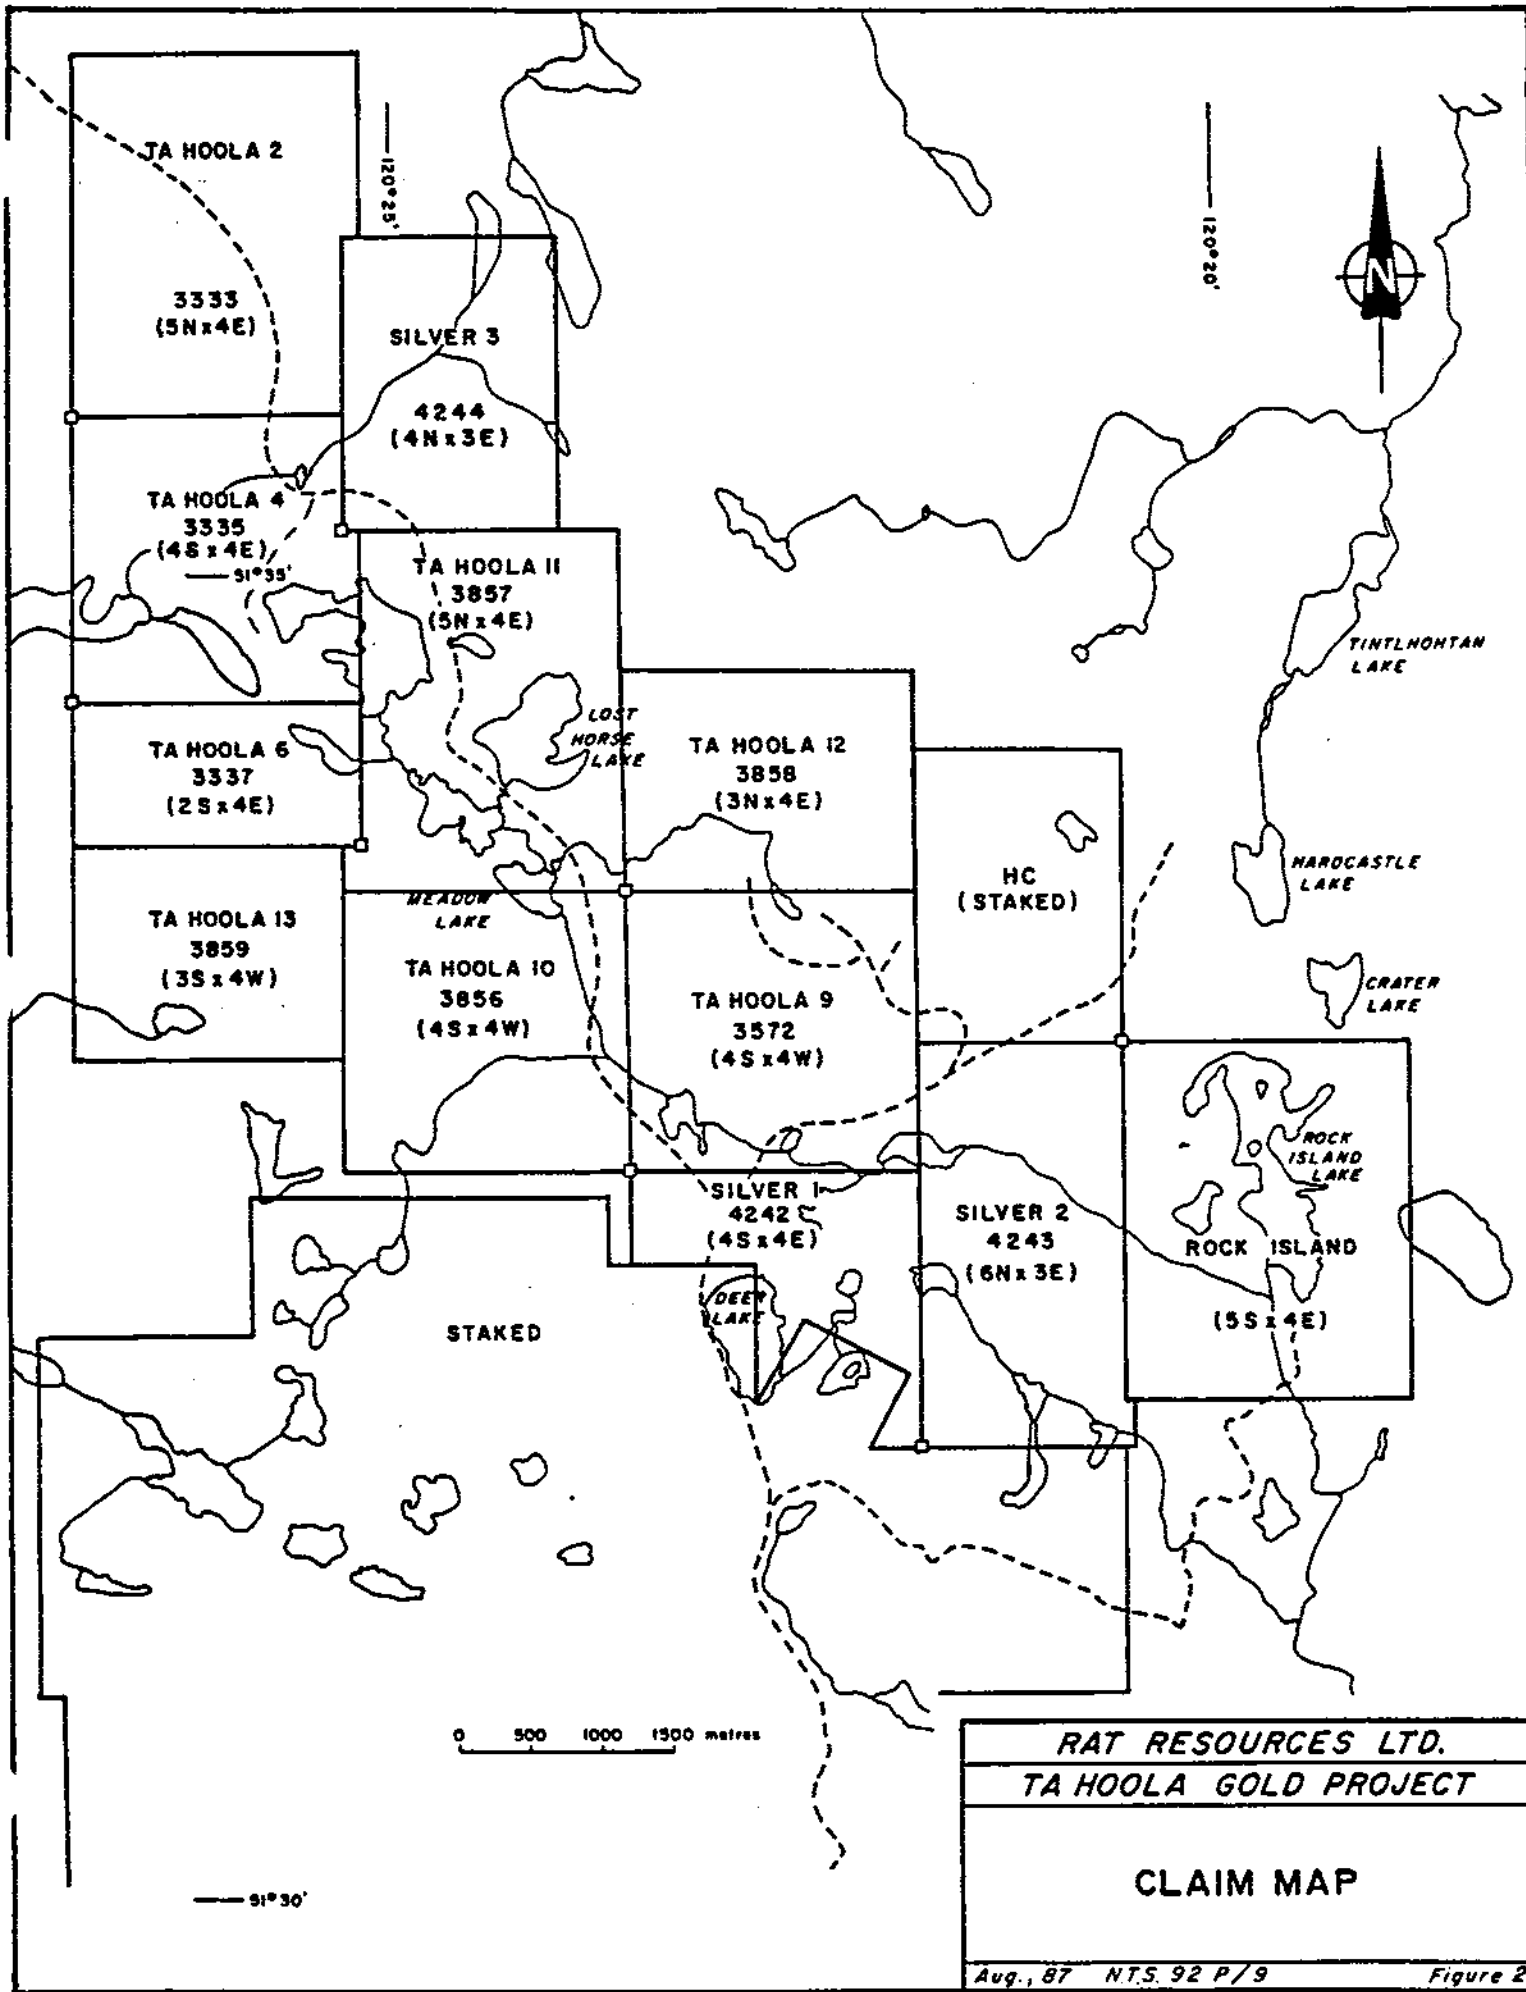 TA HOOLA 2
120° 25'
120° 20'
N
3333
(5N x 4E)
SILVER 3
4244
(4N x 3E)
TA HOOLA 4
3335
(4S x 4E)
51° 35'
TA HOOLA 11
3857
(5N x 4E)
TINTLHOHTAN
LAKE
LOST
HORSE
LAKE
TA HOOLA 6
3337
(2S x 4E)
TA HOOLA 12
3858
(3N x 4E)
HC
(STAKED)
HARDCASTLE
LAKE
MEADOW
LAKE
TA HOOLA 13
3859
(3S x 4W)
TA HOOLA 10
3856
(4S x 4W)
TA HOOLA 9
3572
(4S x 4W)
CRATER
LAKE
ROCK
ISLAND
LAKE
SILVER 1
4242
(4S x 4E)
SILVER 2
4243
(6N x 3E)
ROCK ISLAND
(5S x 4E)
DEER
LAKE
STAKED
0 500 1000 1500 metres
51° 30'
RAT RESOURCES LTD.
TA HOOLA GOLD PROJECT
CLAIM MAP
Aug., 87 N.T.S. 92 P/9 Figure 2